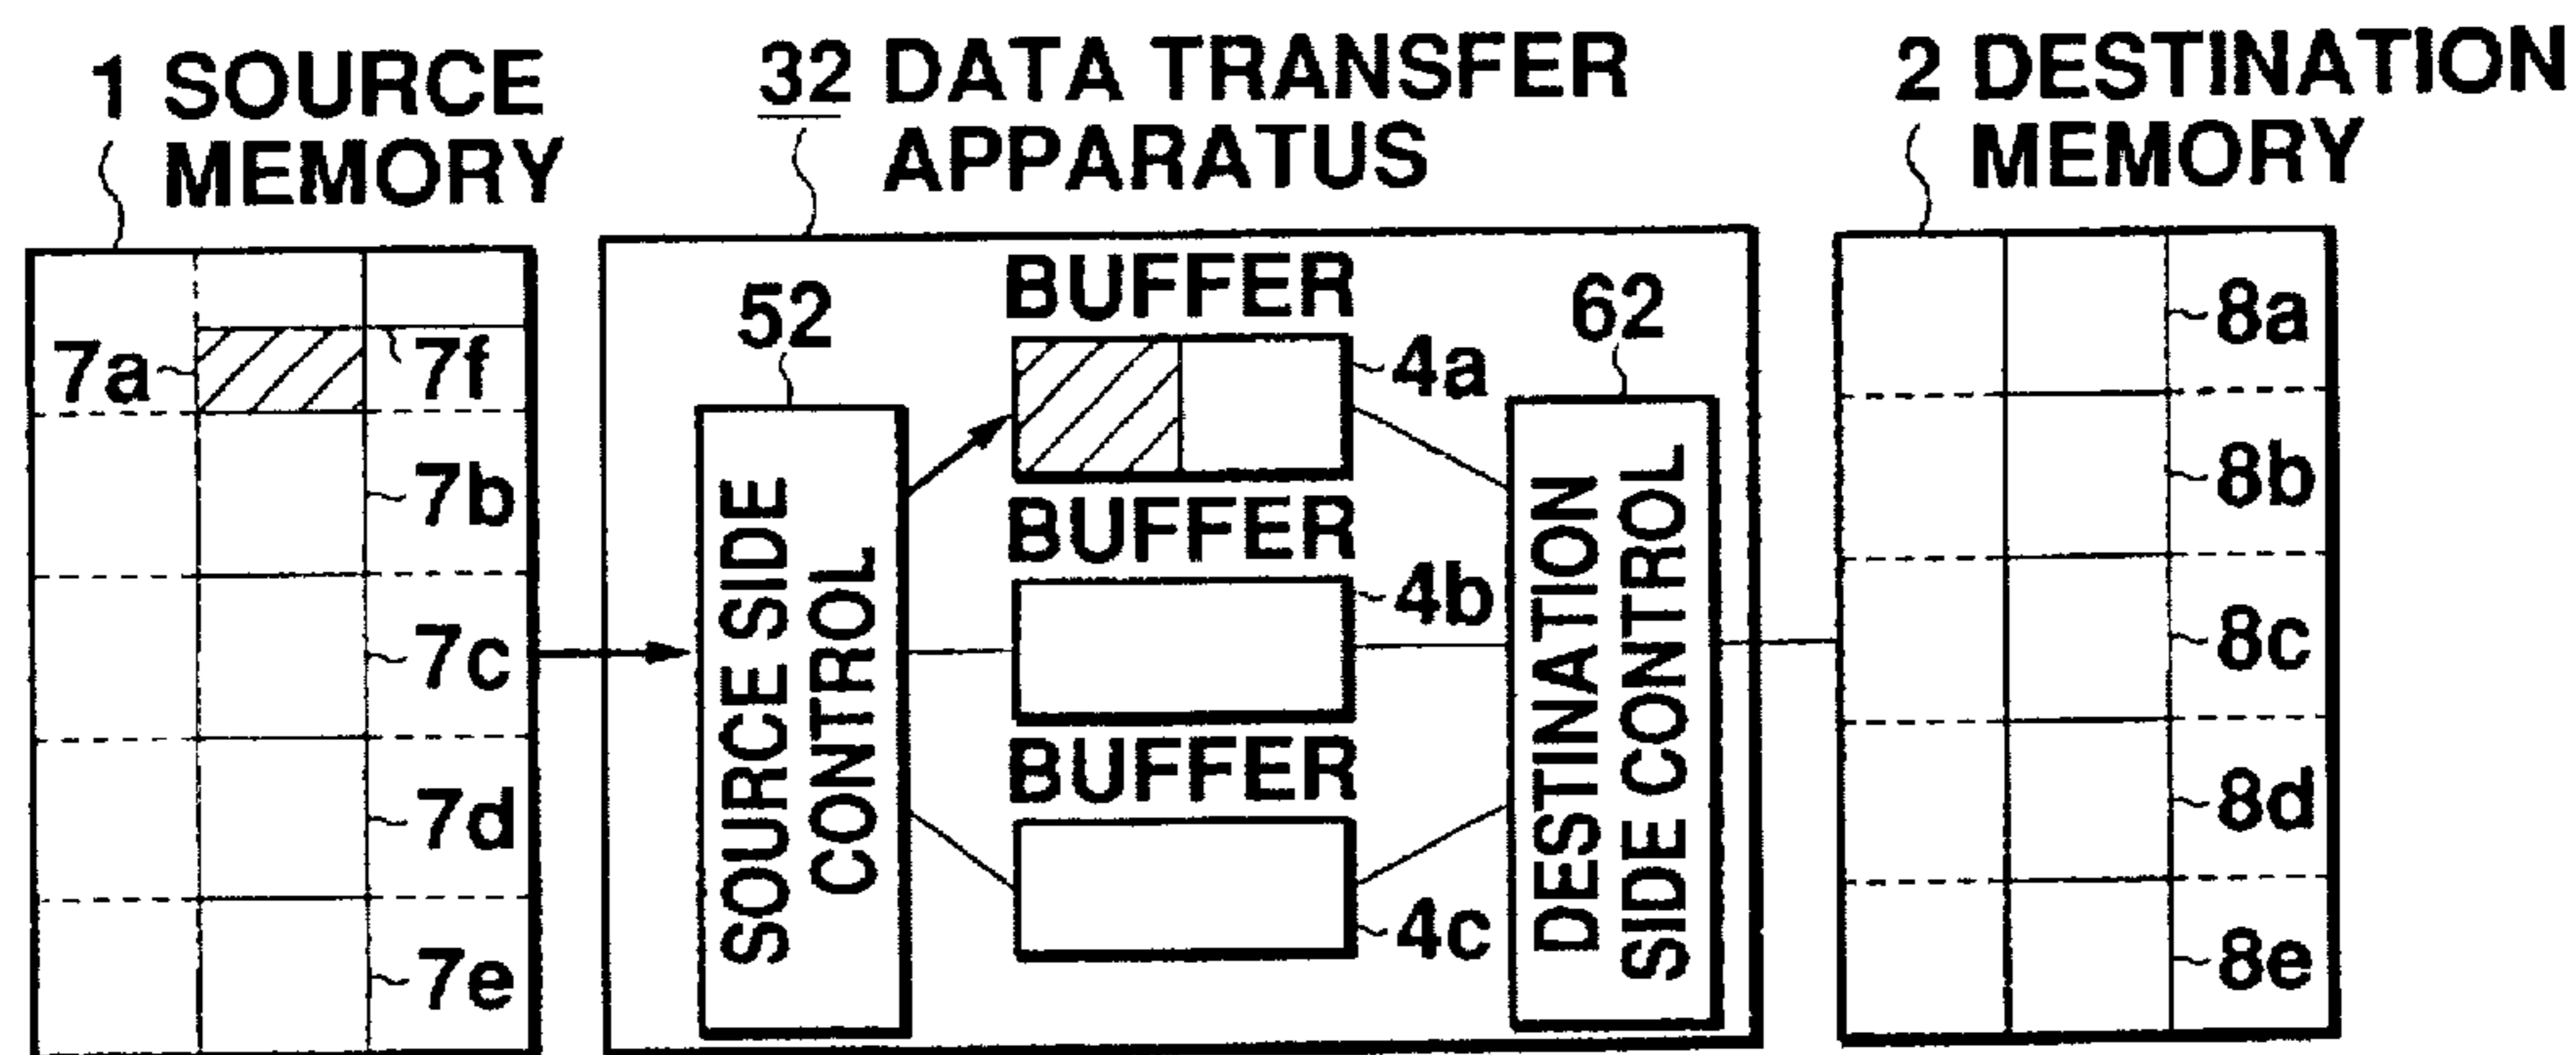 1 SOURCE
MEMORY
32 DATA TRANSFER
APPARATUS
2 DESTINATION
MEMORY
7a
7f
7b
7c
7d
7e
52
SOURCE SIDE
CONTROL
BUFFER
4a
BUFFER
4b
BUFFER
4c
62
DESTINATION
SIDE CONTROL
8a
8b
8c
8d
8e